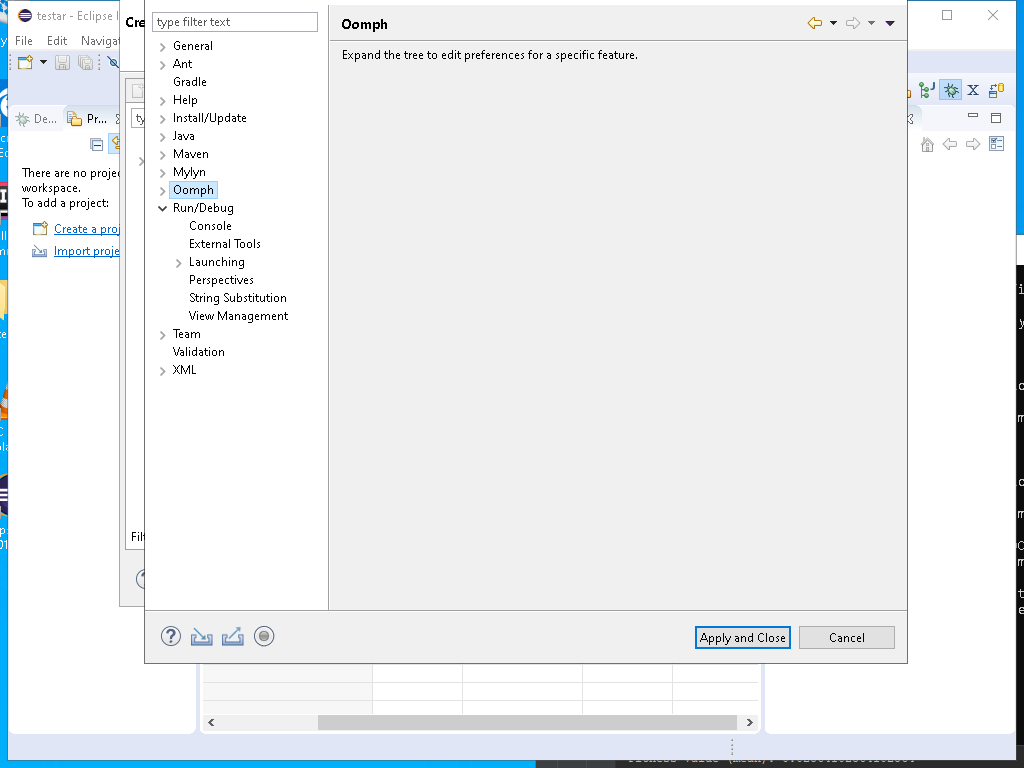 testar - Eclipse I
File Edit Navigat
De...
Pr...
There are no proje
workspace.
To add a project:
Create a proj
Import proje
Cre
ty
Filt
type filter text
General
Ant
Gradle
Help
Install/Update
Java
Maven
Mylyn
Oomph
Run/Debug
Console
External Tools
Launching
Perspectives
String Substitution
View Management
Team
Validation
XML
Oomph
Expand the tree to edit preferences for a specific feature.
Apply and Close
Cancel